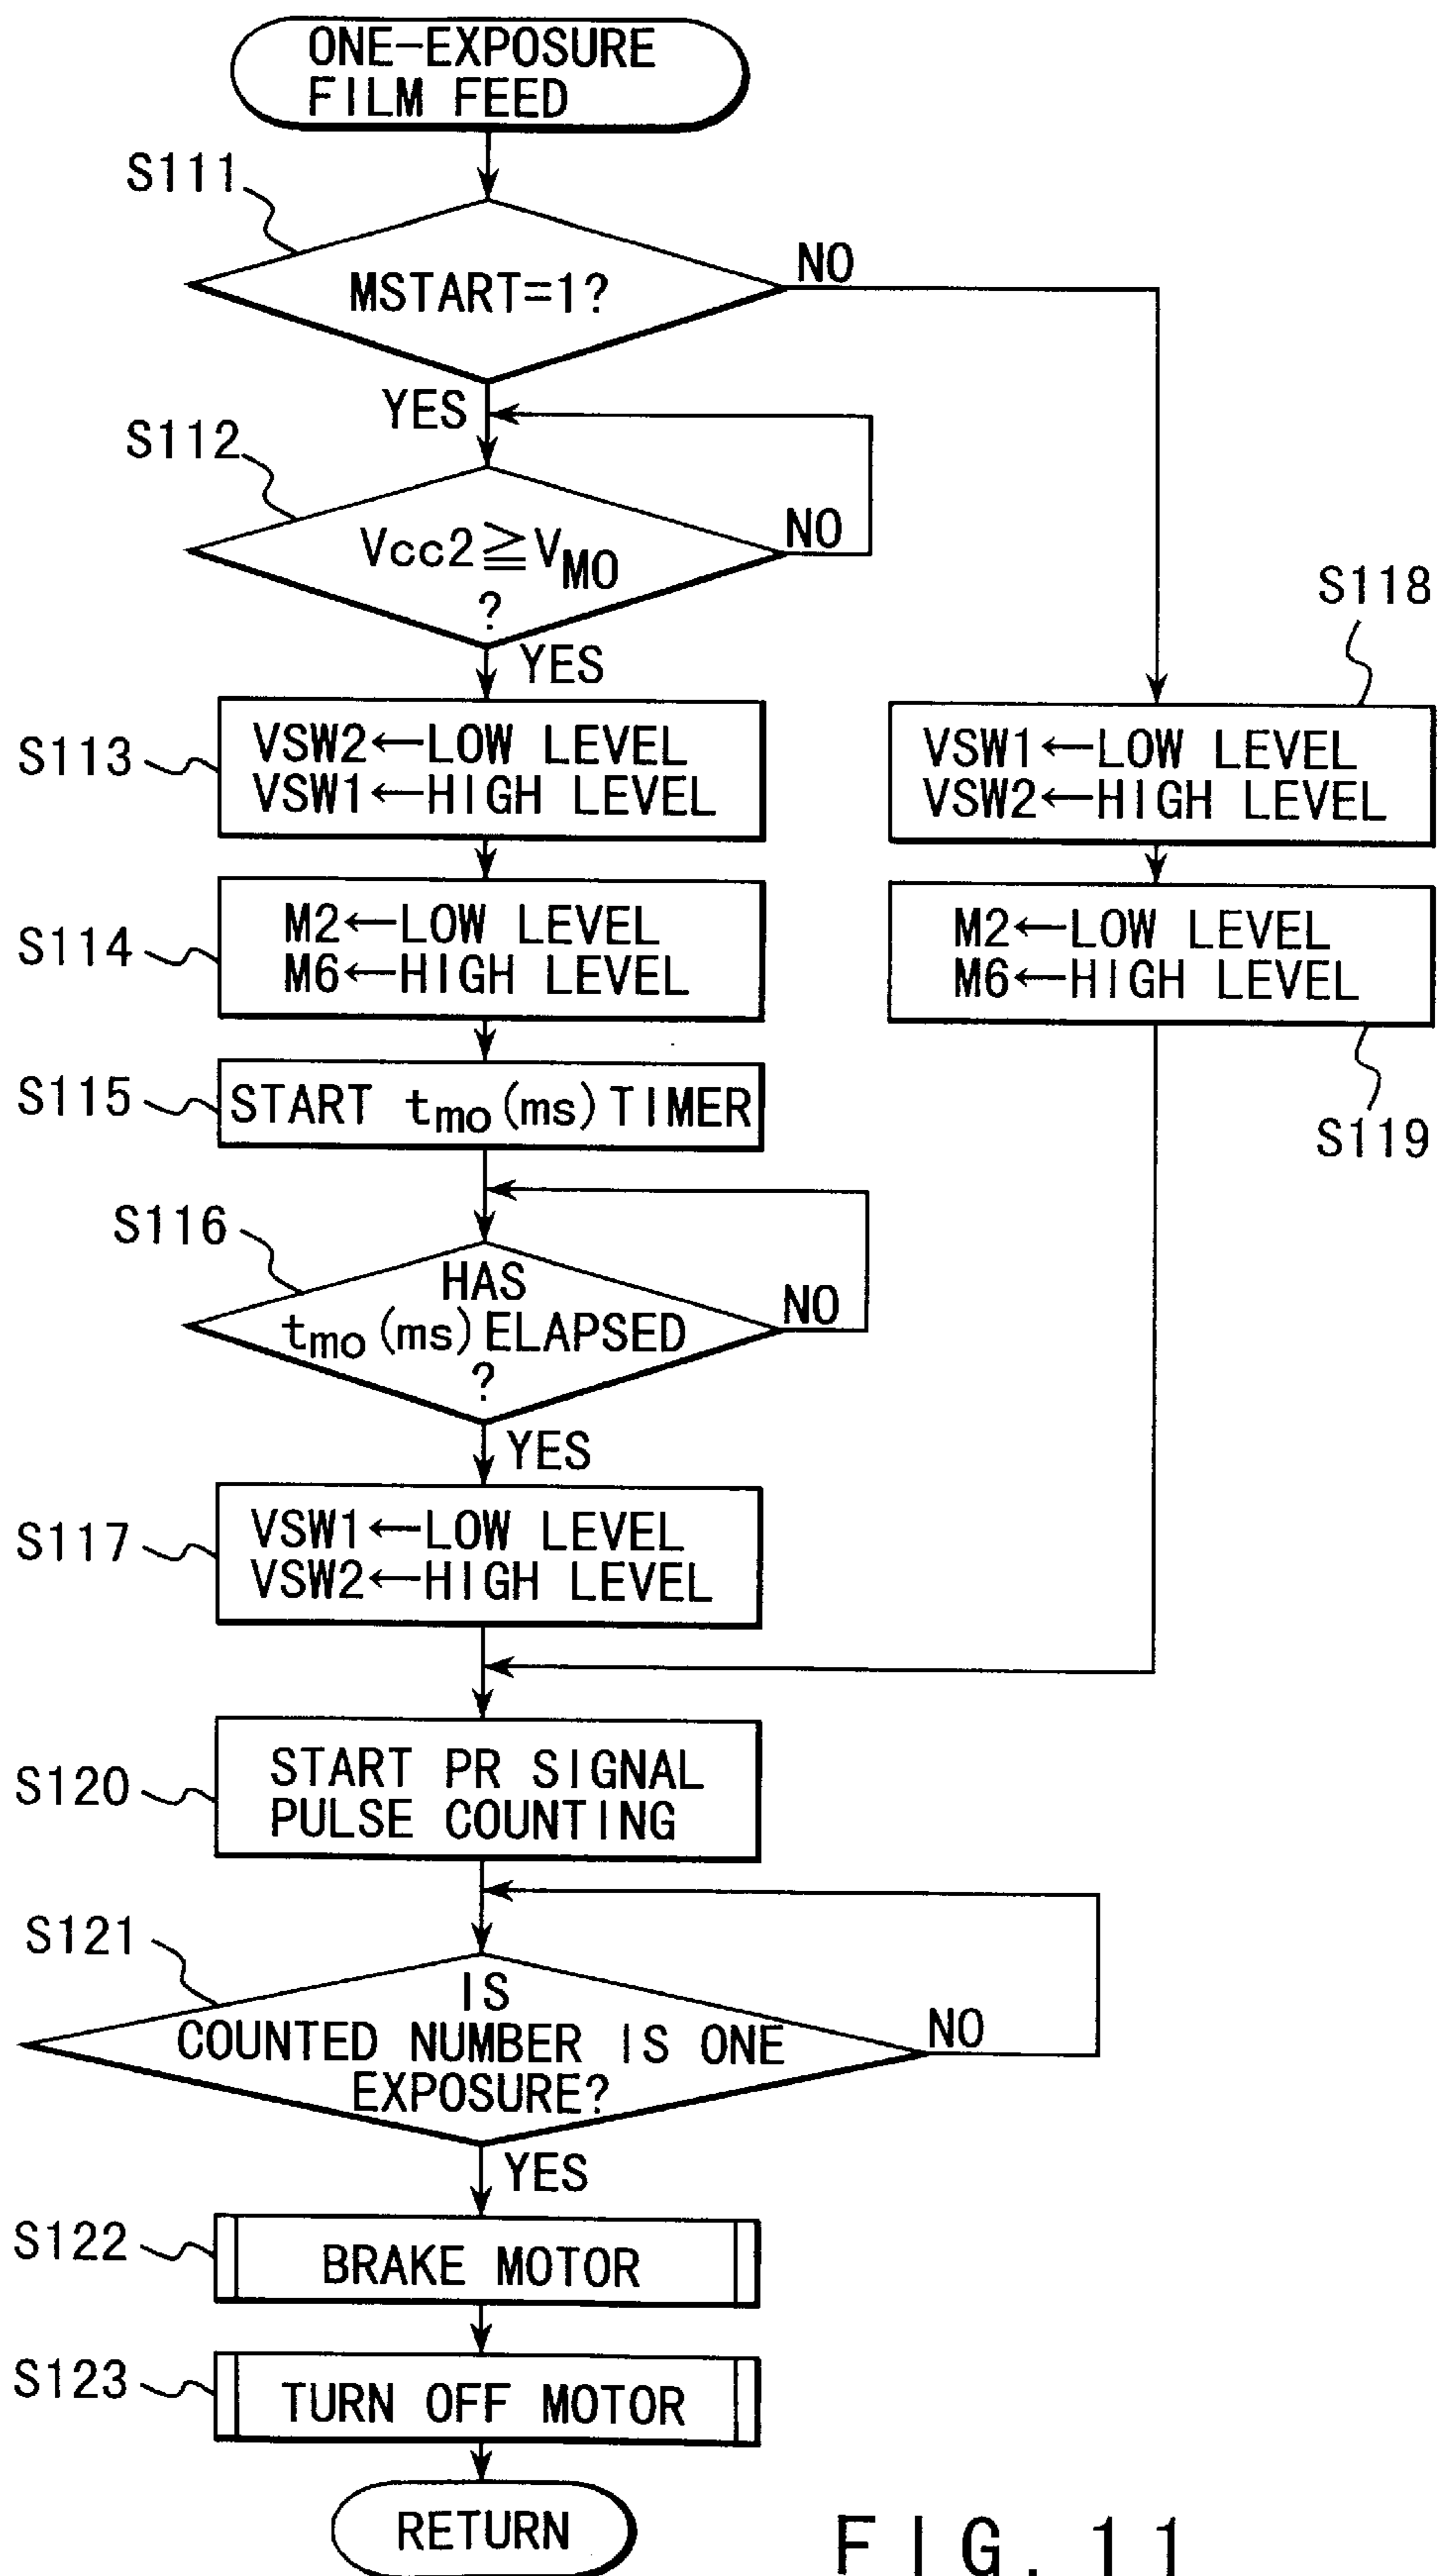 ONE-EXPOSURE
FILM FEED
S111
MSTART=1?
NO
YES
S112
Vcc2≧VMO
?
NO
YES
S113
VSW2←LOW LEVEL
VSW1←HIGH LEVEL
S118
VSW1←LOW LEVEL
VSW2←HIGH LEVEL
S114
M2←LOW LEVEL
M6←HIGH LEVEL
M2←LOW LEVEL
M6←HIGH LEVEL
S119
S115
START tmo(ms)TIMER
S116
HAS
tmo(ms)ELAPSED
?
NO
YES
S117
VSW1←LOW LEVEL
VSW2←HIGH LEVEL
S120
START PR SIGNAL
PULSE COUNTING
S121
IS
COUNTED NUMBER IS ONE
EXPOSURE?
NO
YES
S122
BRAKE MOTOR
S123
TURN OFF MOTOR
RETURN
FIG. 11